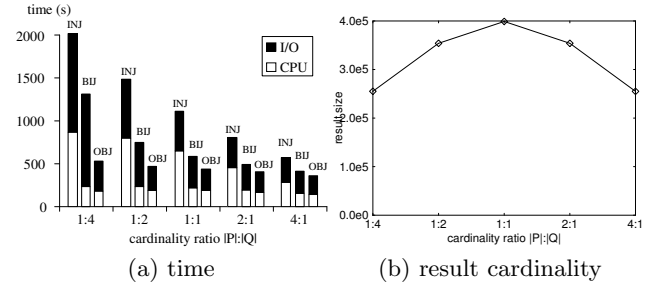 time (s)
INJ
2000
I/O
CPU
BIJ
INJ
1500
INJ
1000
BIJ
INJ
OBJ
BIJ
INJ
500
OBJ
OBJ
BIJ
OBJ
BIJ
OBJ
0
1:4 1:2 1:1 2:1 4:1
cardinality ratio |P|:|Q|
(a) time
4.0e5
3.0e5
2.0e5
1.0e5
0.0e0
result size
1:4 1:2 1:1 2:1 4:1
cardinality ratio |P|:|Q|
(b) result cardinality